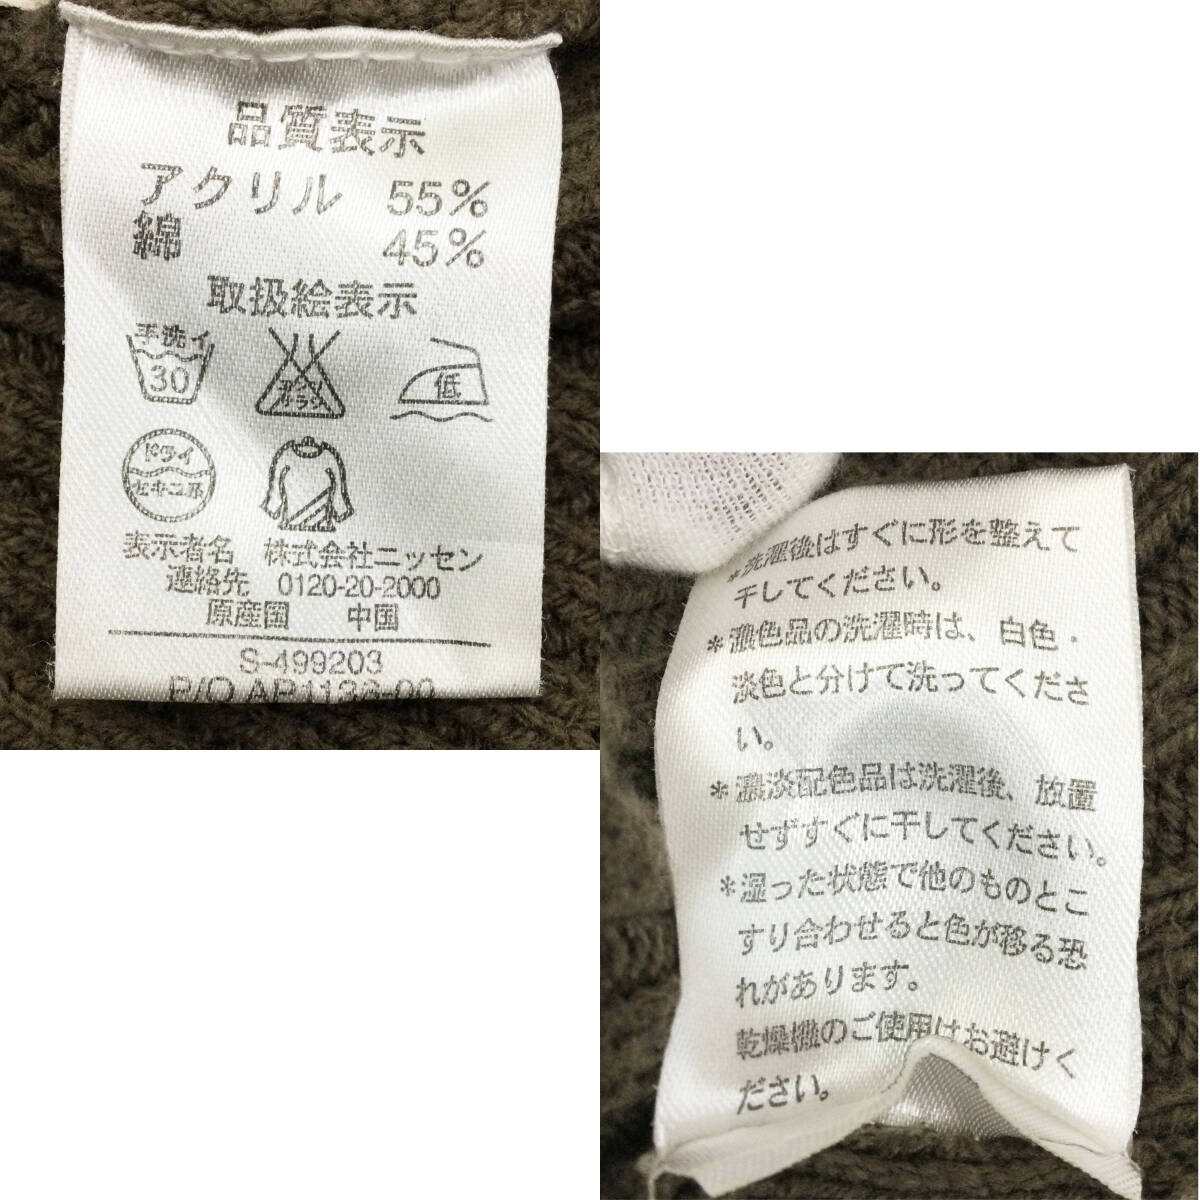 品質表示
アクリル 55%
綿 45%
取扱絵表示
手洗イ
30
エンソ
サラシ
低
ドライ
セキユ系
表示者名 株式会社ニッセン
連絡先 0120-20-2000
原産国 中国
S-499203
P/O AP1133-00
*洗濯後はすぐに形を整えて
干してください。
*濃色品の洗濯時は、白色・
淡色と分けて洗ってくださ
い。
*濃淡配色品は洗濯後、放置
せずすぐに干してください。
*湿った状態で他のものとこ
すり合わせると色が移る恐
れがあります。
乾燥機のご使用はお避けく
ださい。